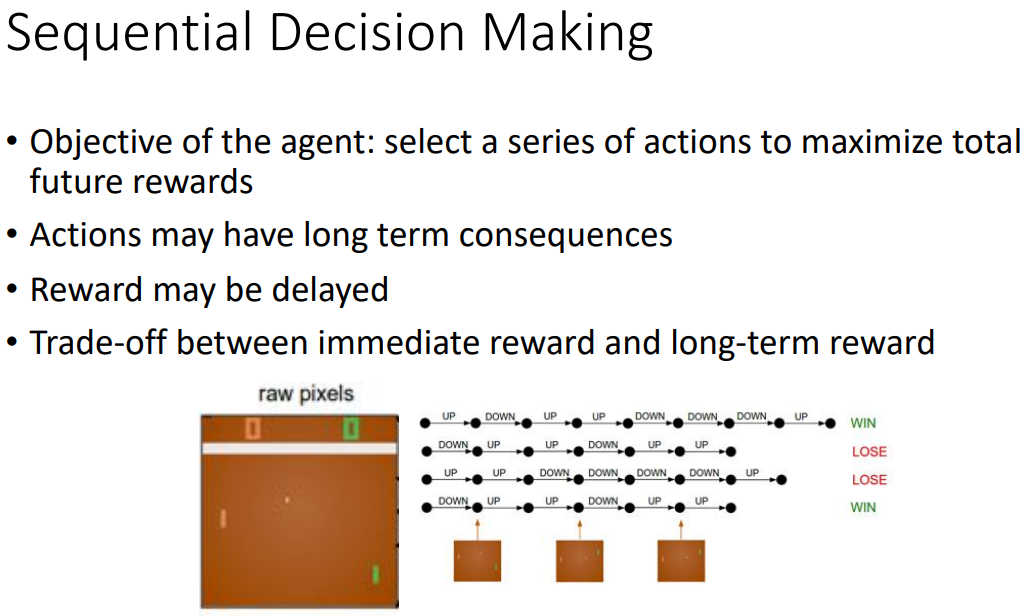 Sequential Decision Making
• Objective of the agent: select a series of actions to maximize total
future rewards
• Actions may have long term consequences
• Reward may be delayed
• Trade-off between immediate reward and long-term reward
raw pixels
0 0
UP DOWN UP UP DOWN DOWN DOWN UP WIN
DOWN UP UP DOWN UP UP LOSE
UP UP DOWN DOWN DOWN DOWN UP LOSE
DOWN UP UP DOWN UP UP WIN